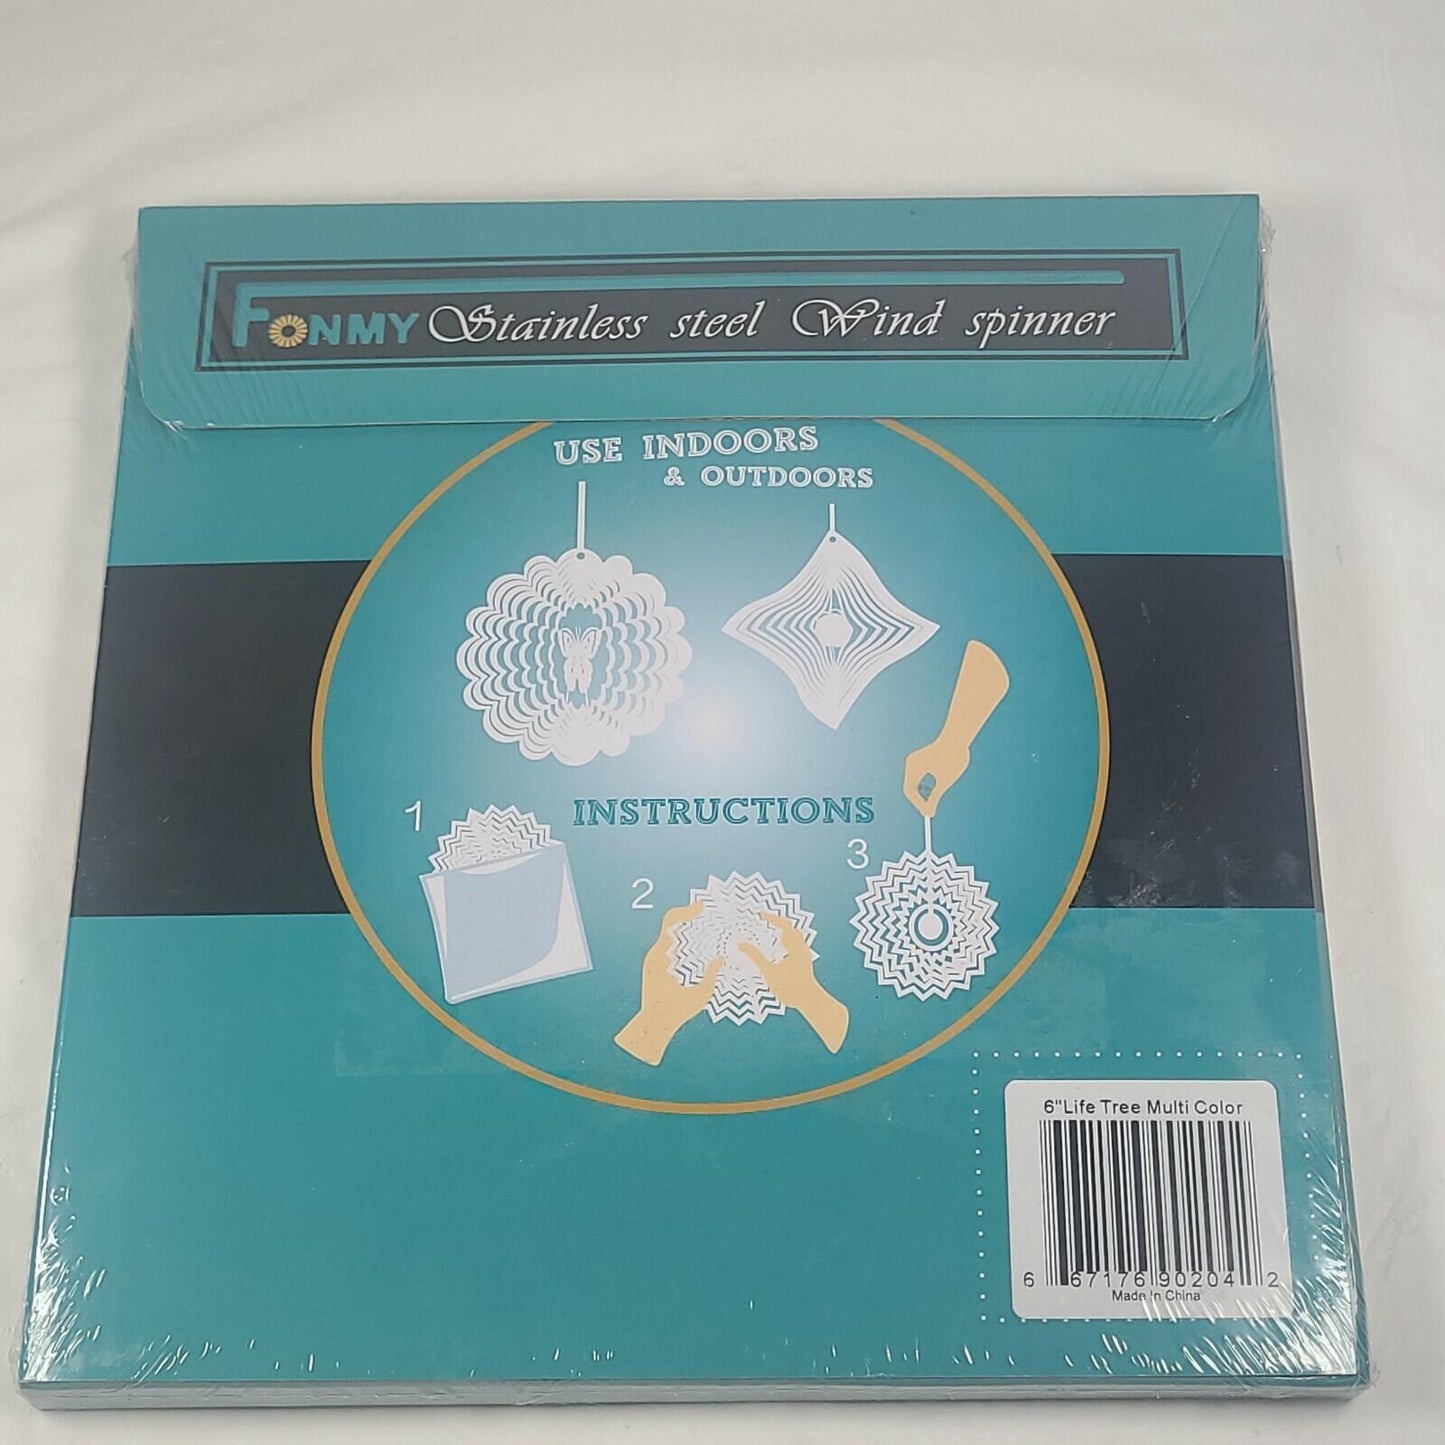 FONMY Stainless steel Wind spinner
USE INDOORS
& OUTDOORS
INSTRUCTIONS
1
2
3
6"Life Tree Multi Color
6 67176 90204 2
Made In China